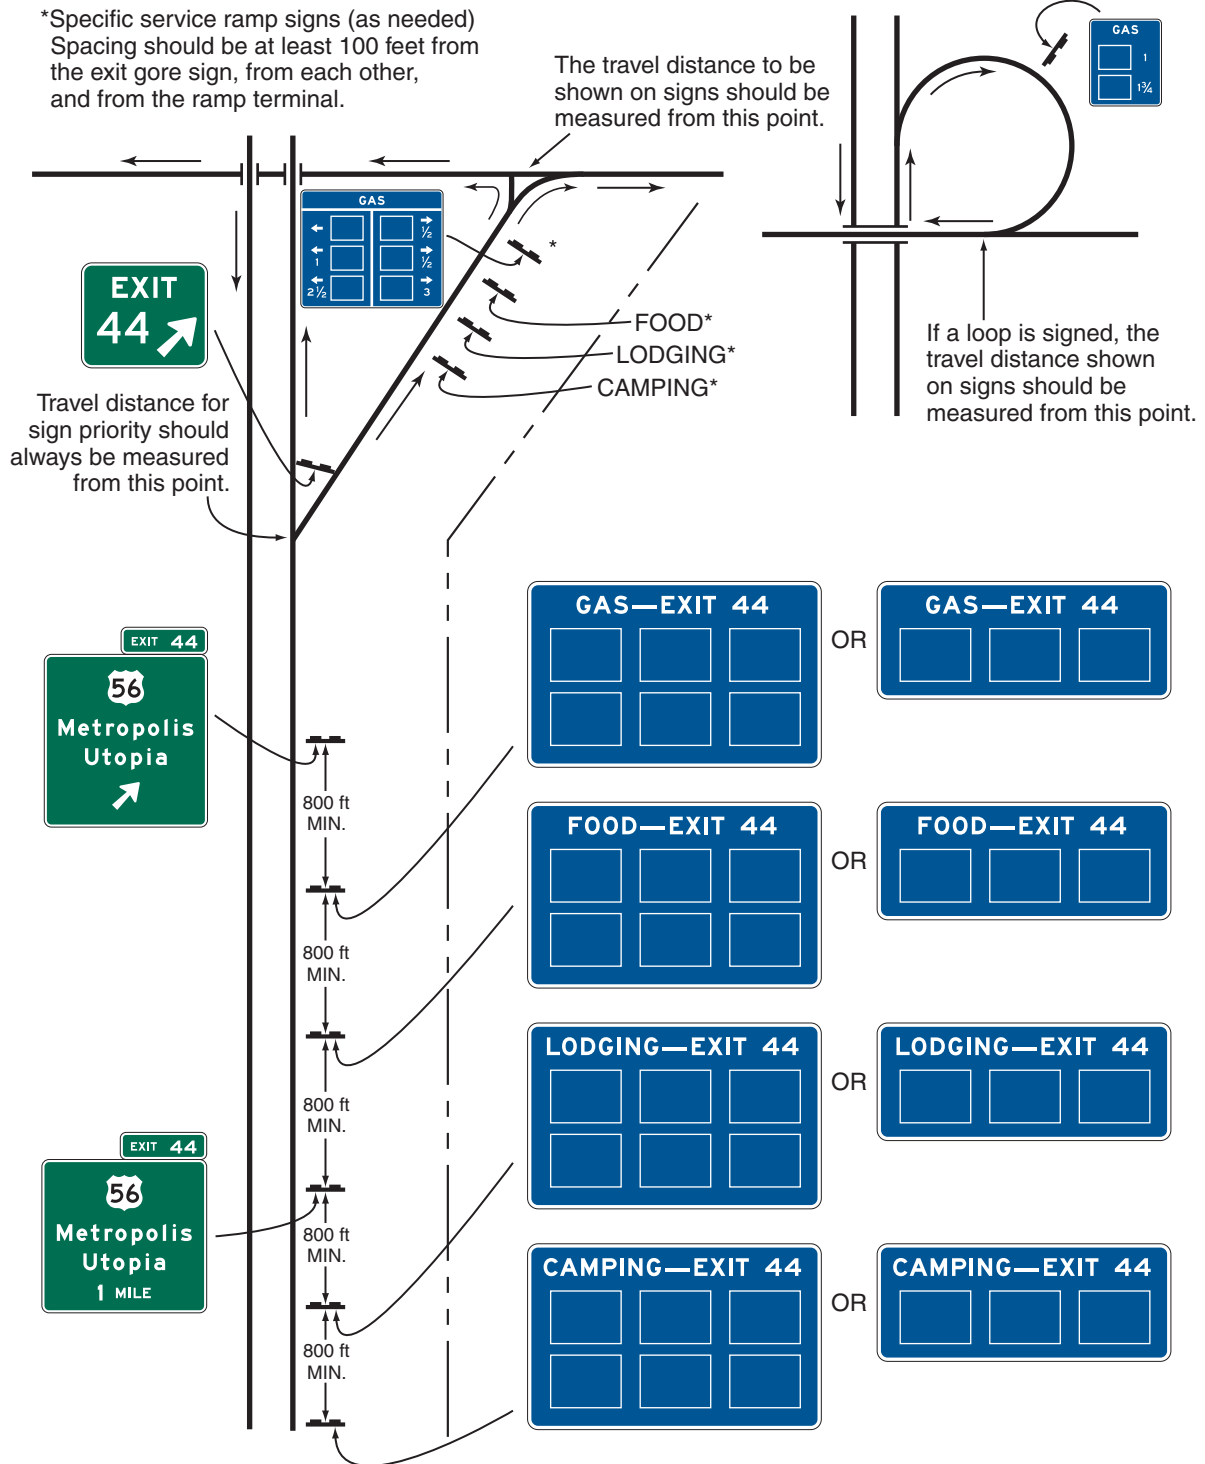 *Specific service ramp signs (as needed)
Spacing should be at least 100 feet from
the exit gore sign, from each other,
and from the ramp terminal.
The travel distance to be
shown on signs should be
measured from this point.
GAS
1
1¾
GAS
← → ½
← 1 → ½
← 2½ → 3
*
EXIT
44
FOOD*
LODGING*
CAMPING*
If a loop is signed, the
travel distance shown
on signs should be
measured from this point.
Travel distance for
sign priority should
always be measured
from this point.
EXIT 44
56
Metropolis
Utopia
800 ft
MIN.
GAS—EXIT 44
OR
GAS—EXIT 44
800 ft
MIN.
FOOD—EXIT 44
OR
FOOD—EXIT 44
800 ft
MIN.
LODGING—EXIT 44
OR
LODGING—EXIT 44
EXIT 44
56
Metropolis
Utopia
1 MILE
800 ft
MIN.
800 ft
MIN.
CAMPING—EXIT 44
OR
CAMPING—EXIT 44